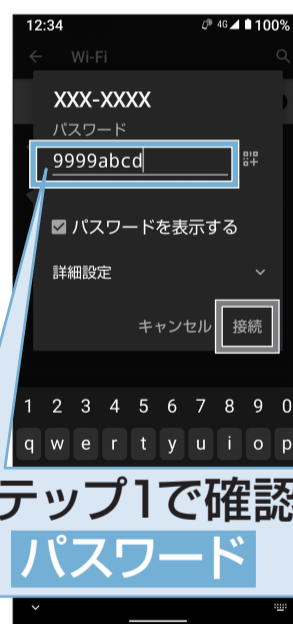 12:34 4G 100%
Wi-Fi
XXX-XXXX
パスワード
9999abcd
パスワードを表示する
詳細設定
キャンセル 接続
1 2 3 4 5 6 7 8 9 0
q w e r t y u i o p
テップ1で確認
パスワード